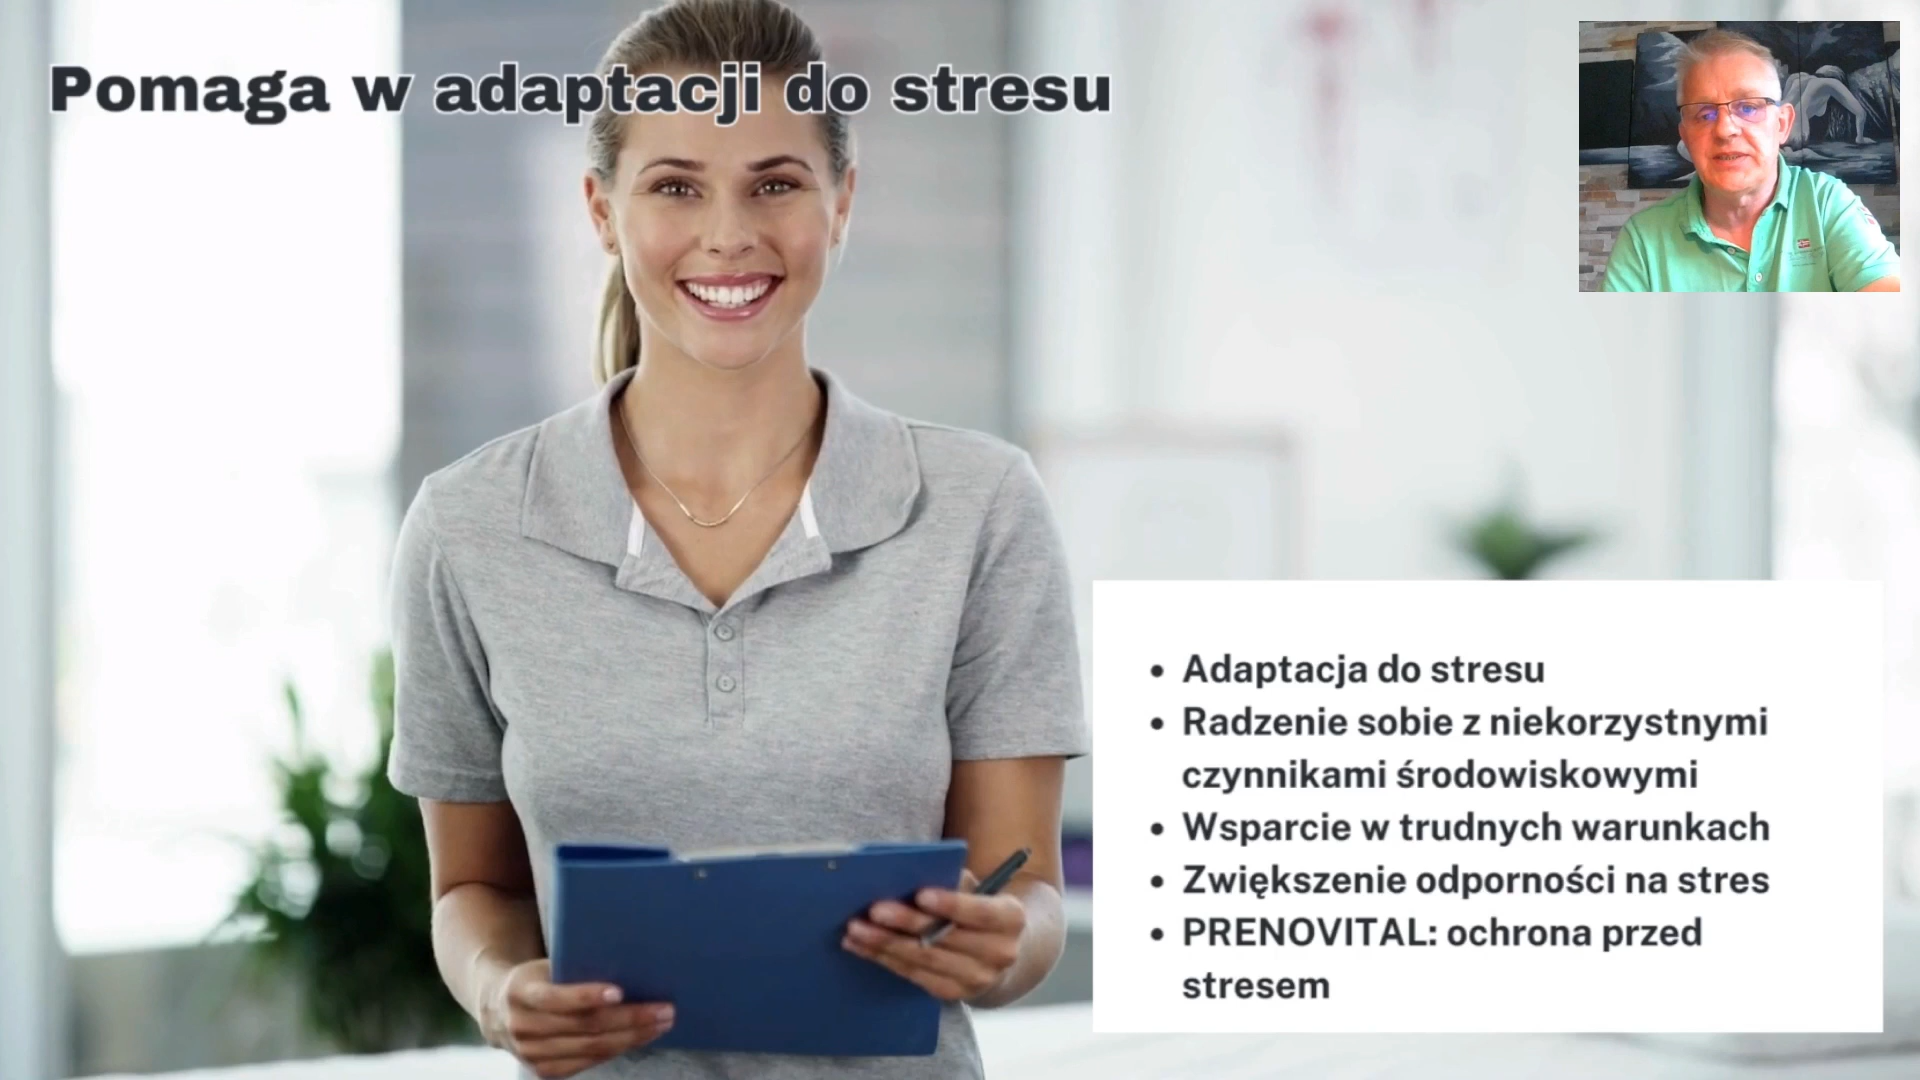 Pomaga w adaptacji do stresu
• Adaptacja do stresu
• Radzenie sobie z niekorzystnymi
czynnikami środowiskowymi
• Wsparcie w trudnych warunkach
• Zwiększenie odporności na stres
• PRENOVITAL: ochrona przed
stresem